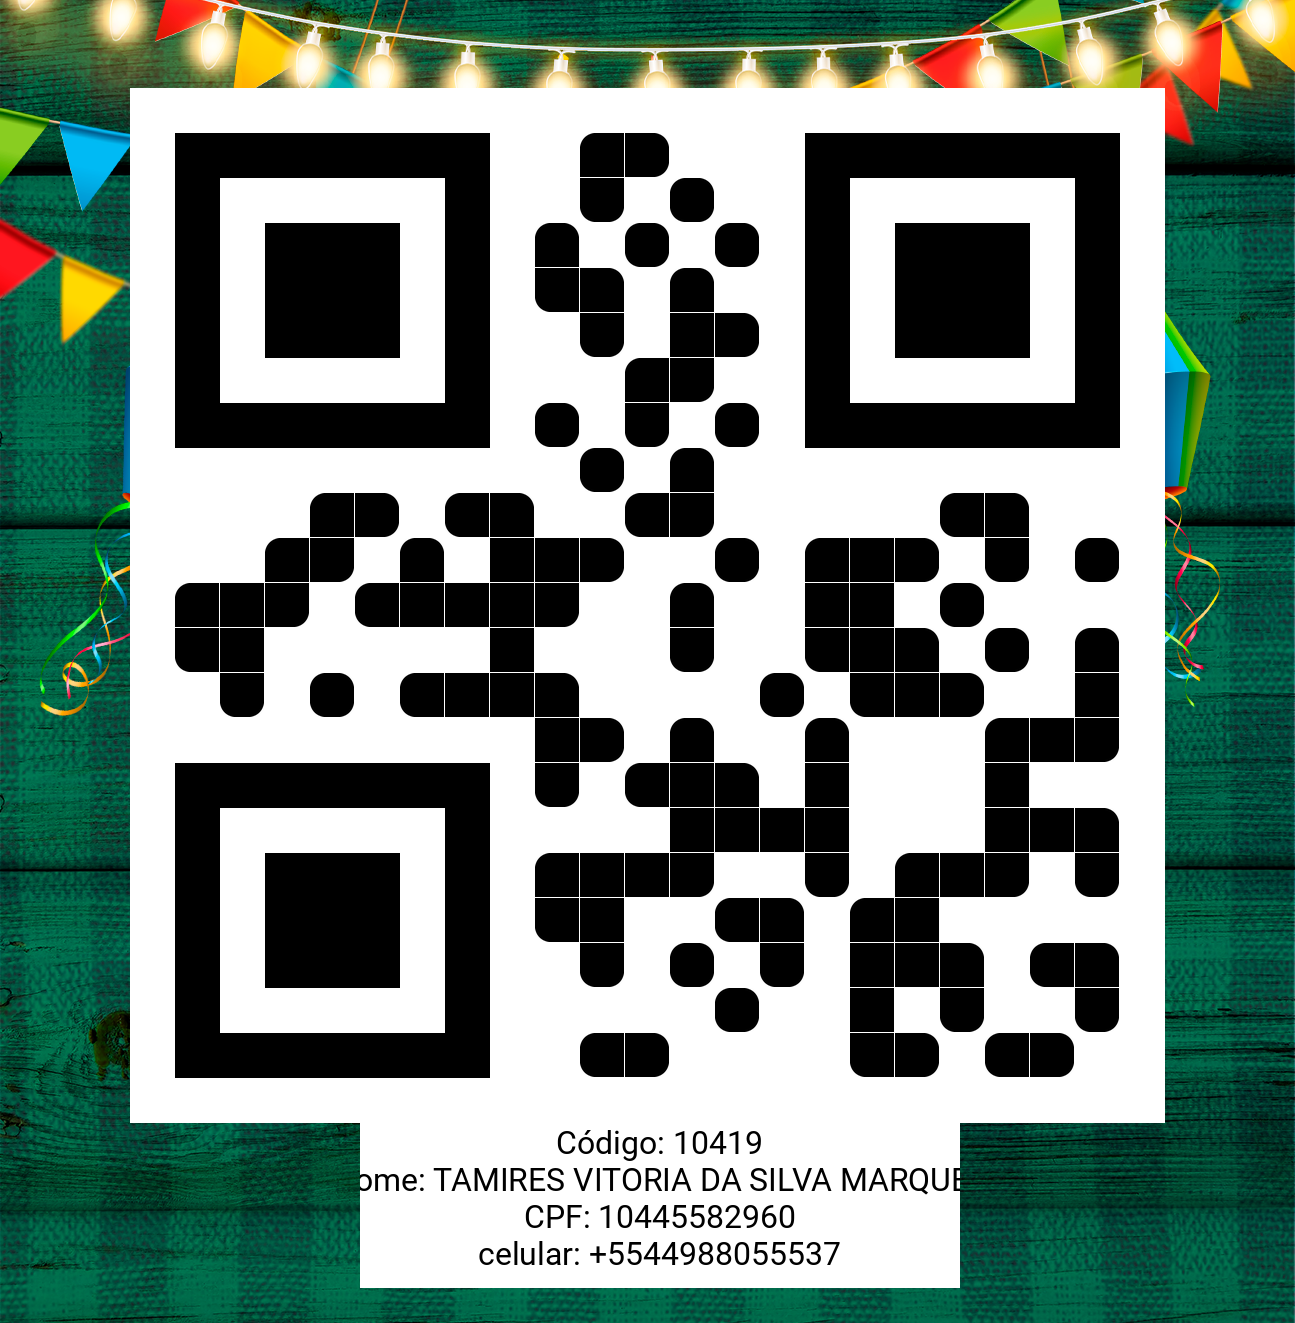 Código: 10419
ome: TAMIRES VITORIA DA SILVA MARQUE
CPF: 10445582960
celular: +5544988055537